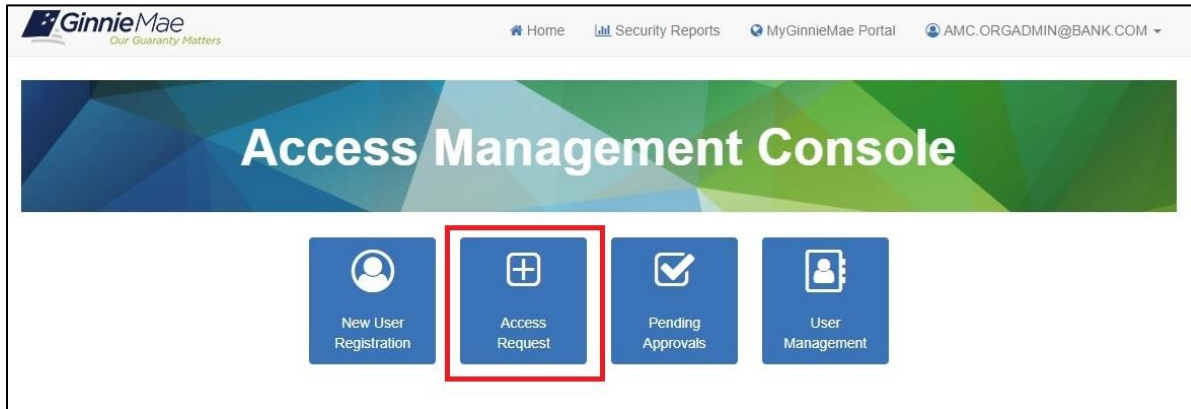 GinnieMae
Our Guaranty Matters
Home Security Reports MyGinnieMae Portal AMC.ORGADMIN@BANK.COM
Access Management Console
New User
Registration
Access
Request
Pending
Approvals
User
Management